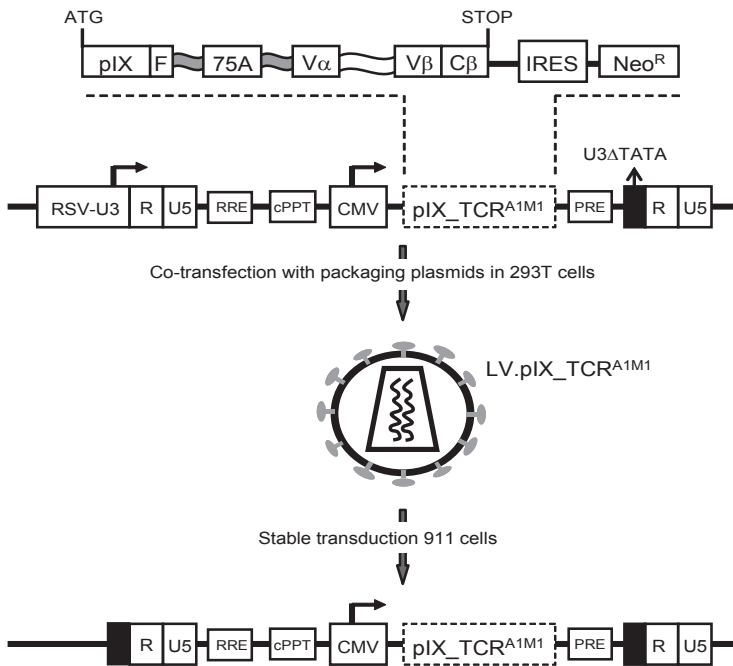 ATG STOP
pIX F 75A Vα Vβ Cβ IRES Neo^R
U3ΔTATA
RSV-U3 R U5 RRE cPPT CMV pIX_TCR^A1M1 PRE R U5
Co-transfection with packaging plasmids in 293T cells
LV.pIX_TCR^A1M1
Stable transduction 911 cells
R U5 RRE cPPT CMV pIX_TCR^A1M1 PRE R U5